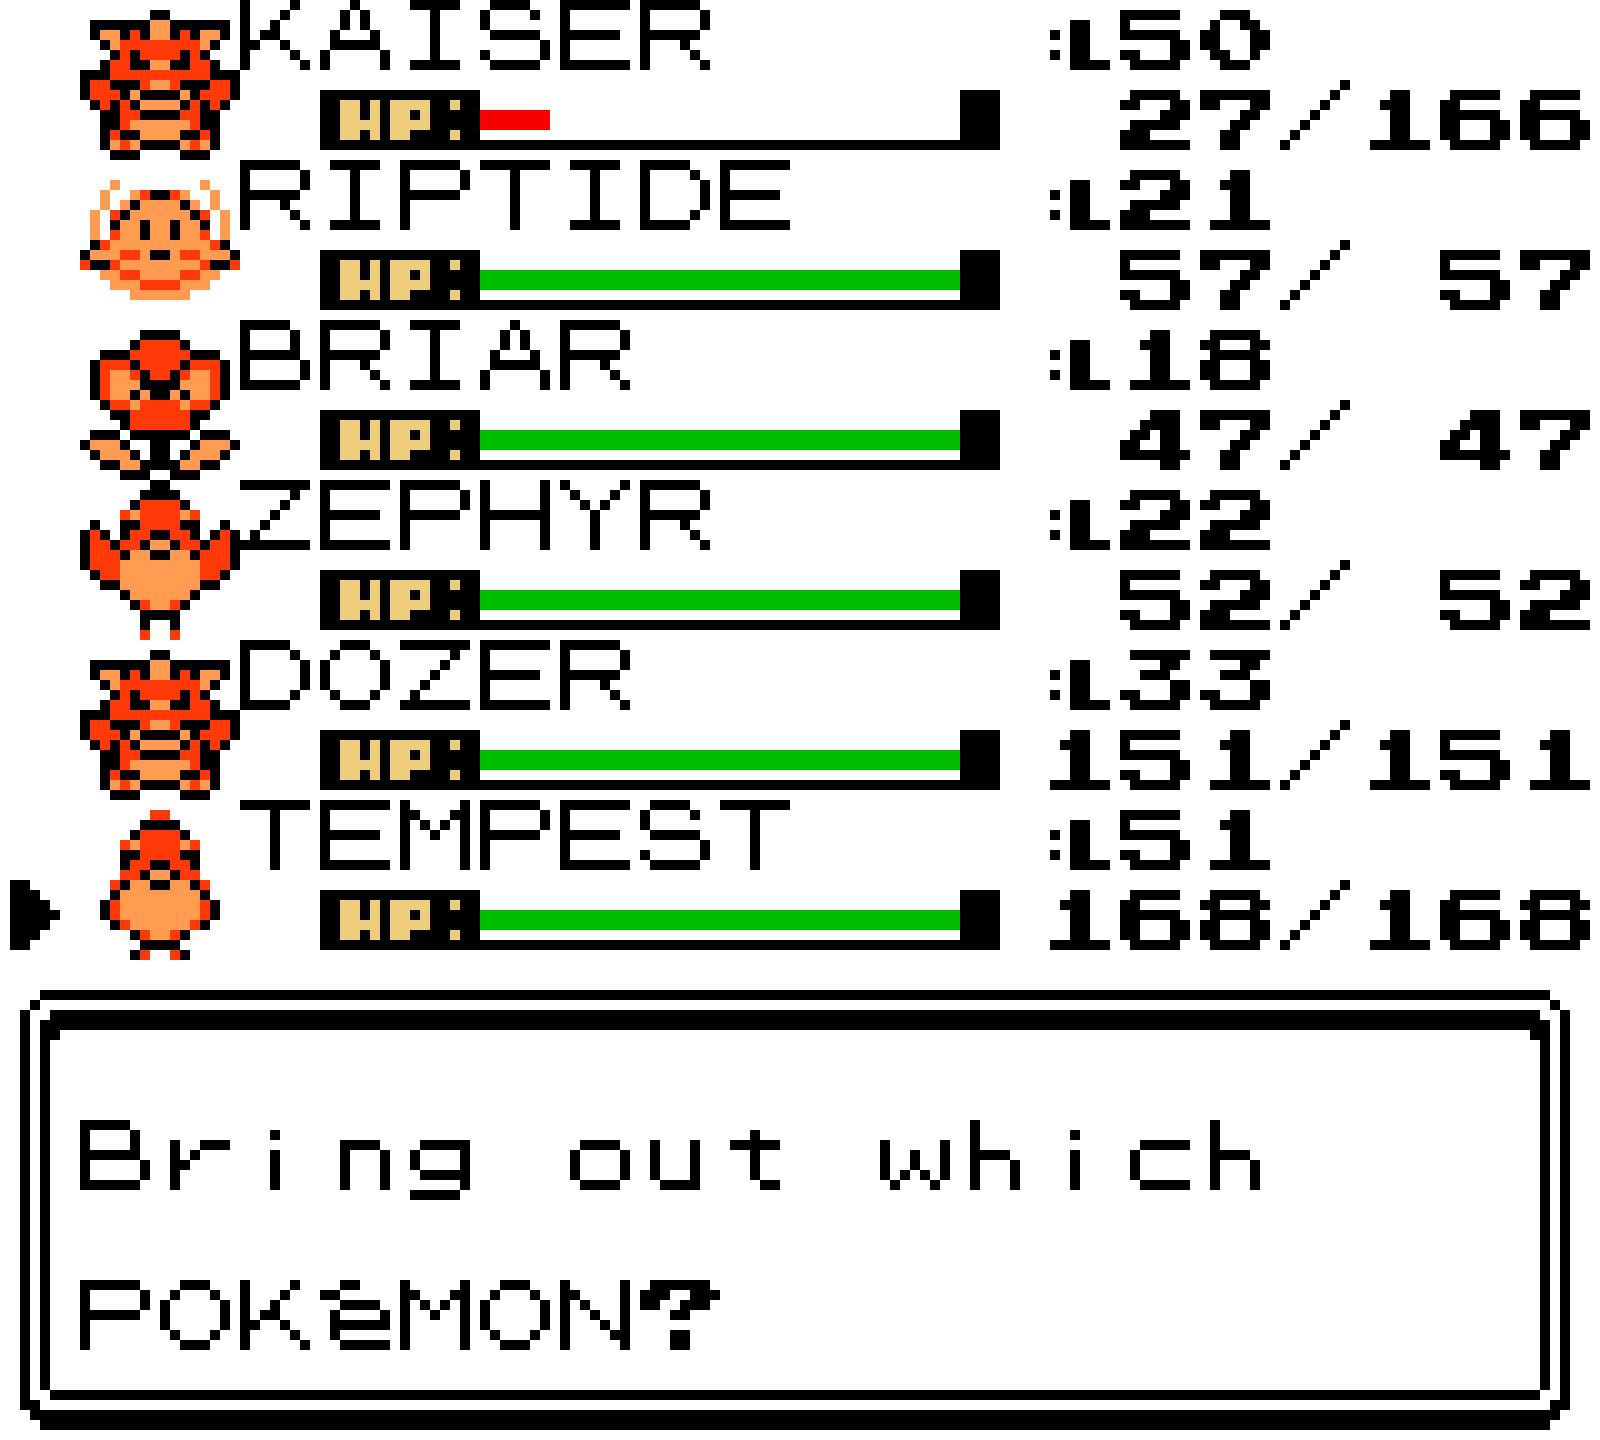 KAISER :L50
HP: 27/166
RIPTIDE :L21
HP: 57/ 57
BRIAR :L18
HP: 47/ 47
ZEPHYR :L22
HP: 52/ 52
DOZER :L33
HP: 151/151
TEMPEST :L51
HP: 168/168
Bring out which
POKéMON?